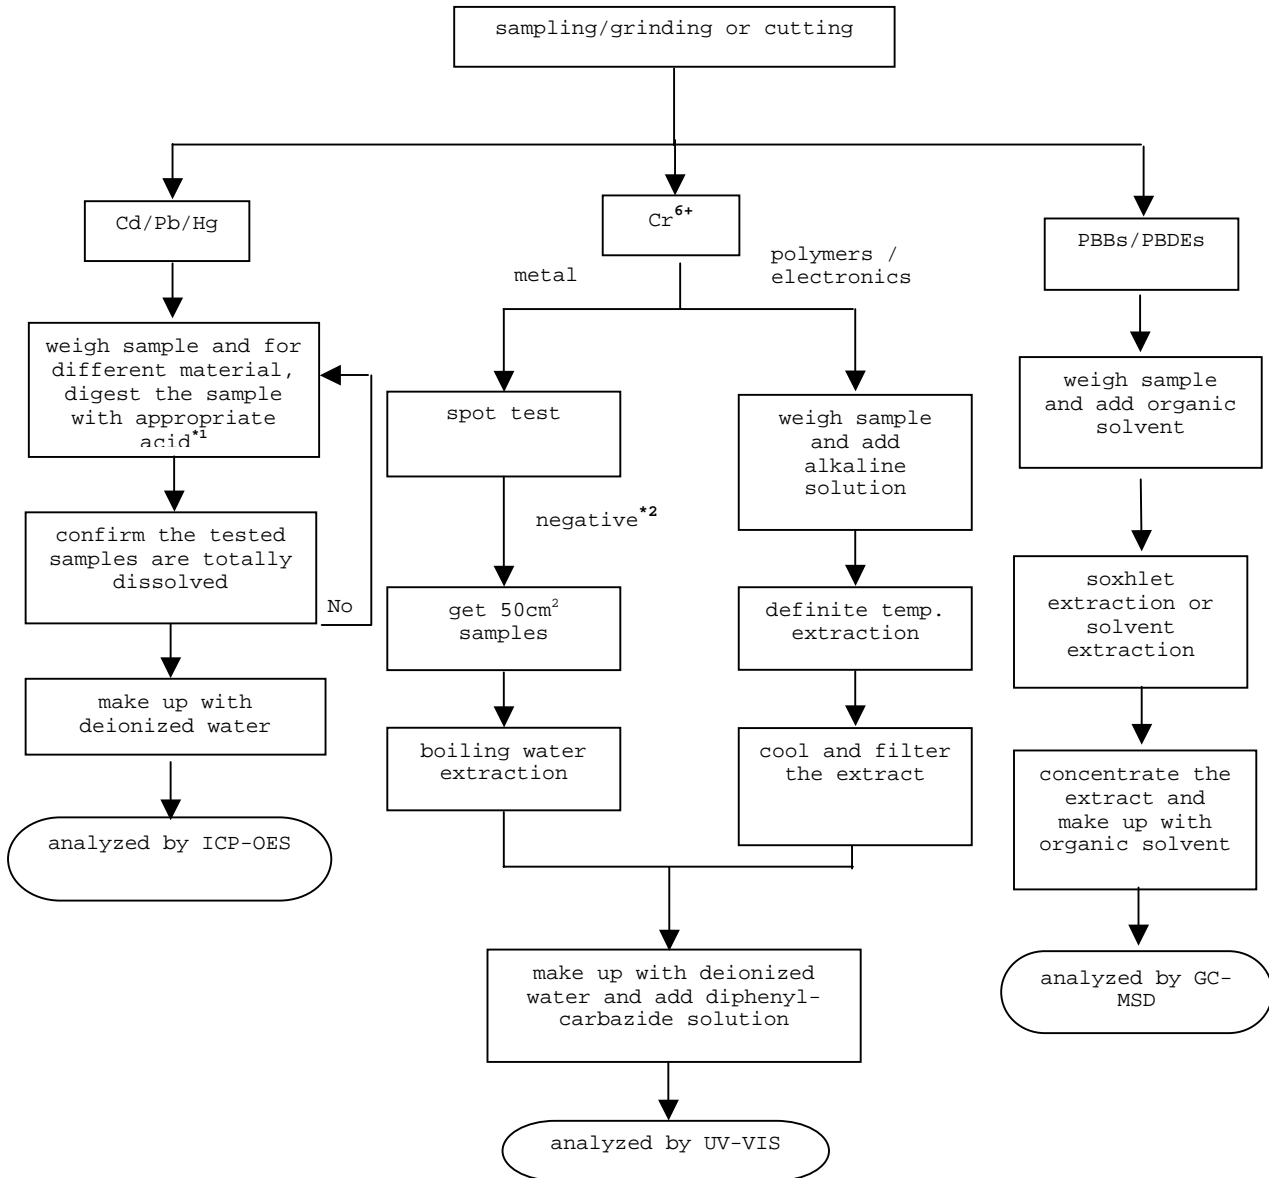 sampling/grinding or cutting
Cd/Pb/Hg
weigh sample and for
different material,
digest the sample
with appropriate
acid*1
confirm the tested
samples are totally
dissolved
No
make up with
deionized water
analyzed by ICP-OES
Cr6+
metal
polymers /
electronics
spot test
negative*2
get 50cm2
samples
boiling water
extraction
weigh sample
and add
alkaline
solution
definite temp.
extraction
cool and filter
the extract
make up with deionized
water and add diphenyl-
carbazide solution
analyzed by UV-VIS
PBBs/PBDEs
weigh sample
and add organic
solvent
soxhlet
extraction or
solvent
extraction
concentrate the
extract and
make up with
organic solvent
analyzed by GC-
MSD